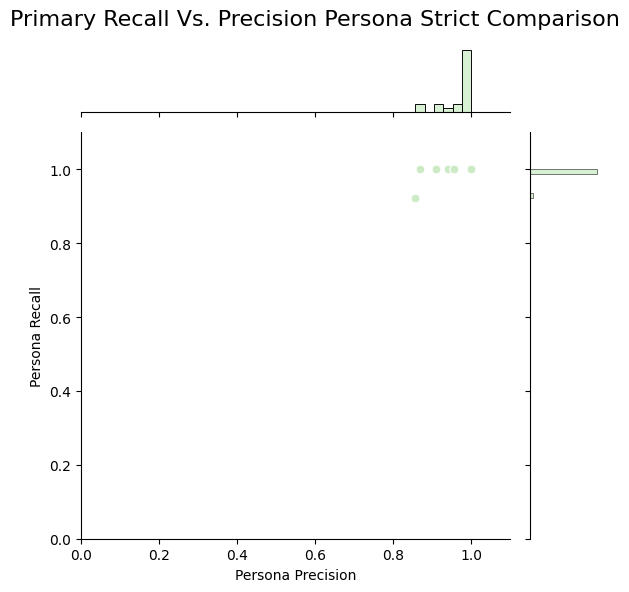 Primary Recall Vs. Precision Persona Strict Comparison
1.0
0.8
0.6
0.4
0.2
0.0
Persona Recall
0.0 0.2 0.4 0.6 0.8 1.0
Persona Precision